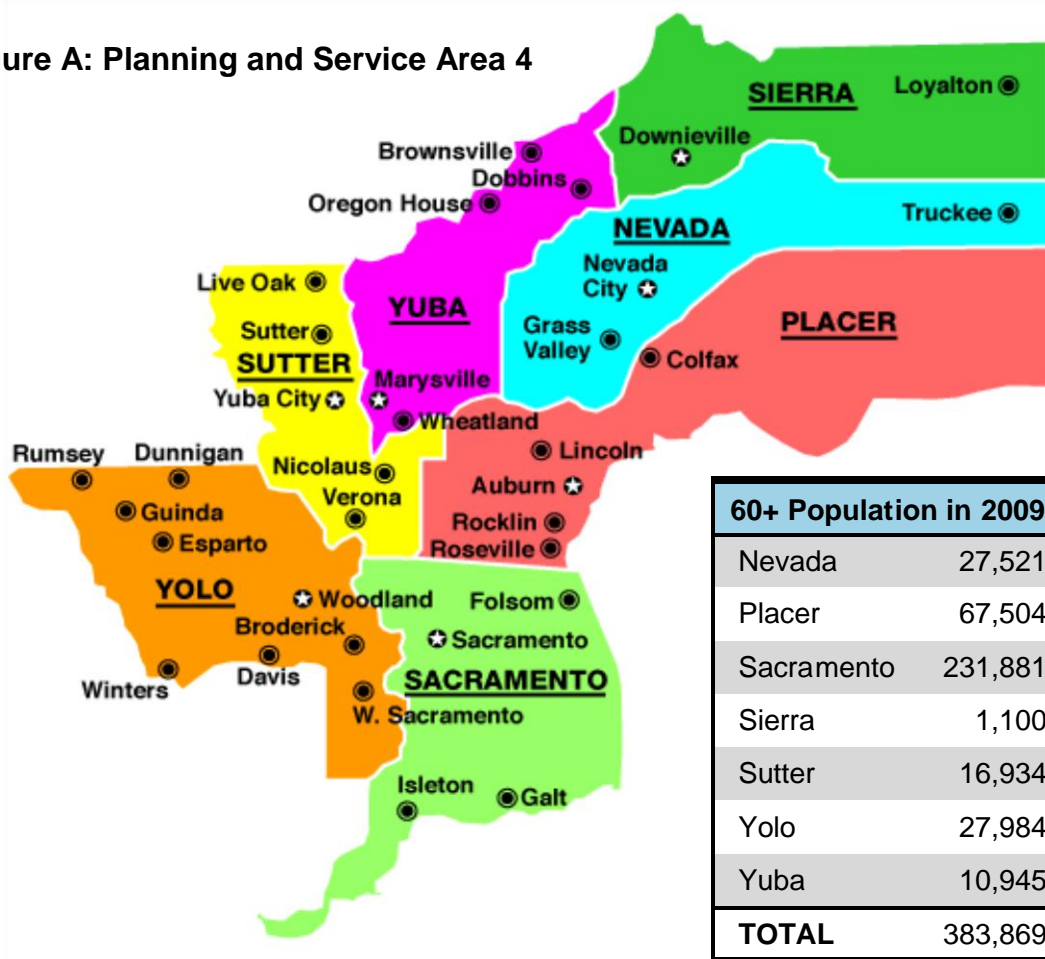 ure A: Planning and Service Area 4
SIERRA
Loyalton
Downieville
Brownsville
Dobbins
Oregon House
NEVADA
Truckee
Nevada
City
Live Oak
YUBA
PLACER
Grass
Valley
Sutter
SUTTER
Colfax
Marysville
Yuba City
Wheatland
Rumsey
Dunnigan
Nicolaus
Lincoln
Verona
Auburn
Guinda
Rocklin
Esparto
Roseville
YOLO
Woodland
Folsom
Broderick
Sacramento
Winters
Davis
SACRAMENTO
W. Sacramento
Isleton
Galt
60+ Population in 2009
Nevada 27,521
Placer 67,504
Sacramento 231,881
Sierra 1,100
Sutter 16,934
Yolo 27,984
Yuba 10,945
TOTAL 383,869